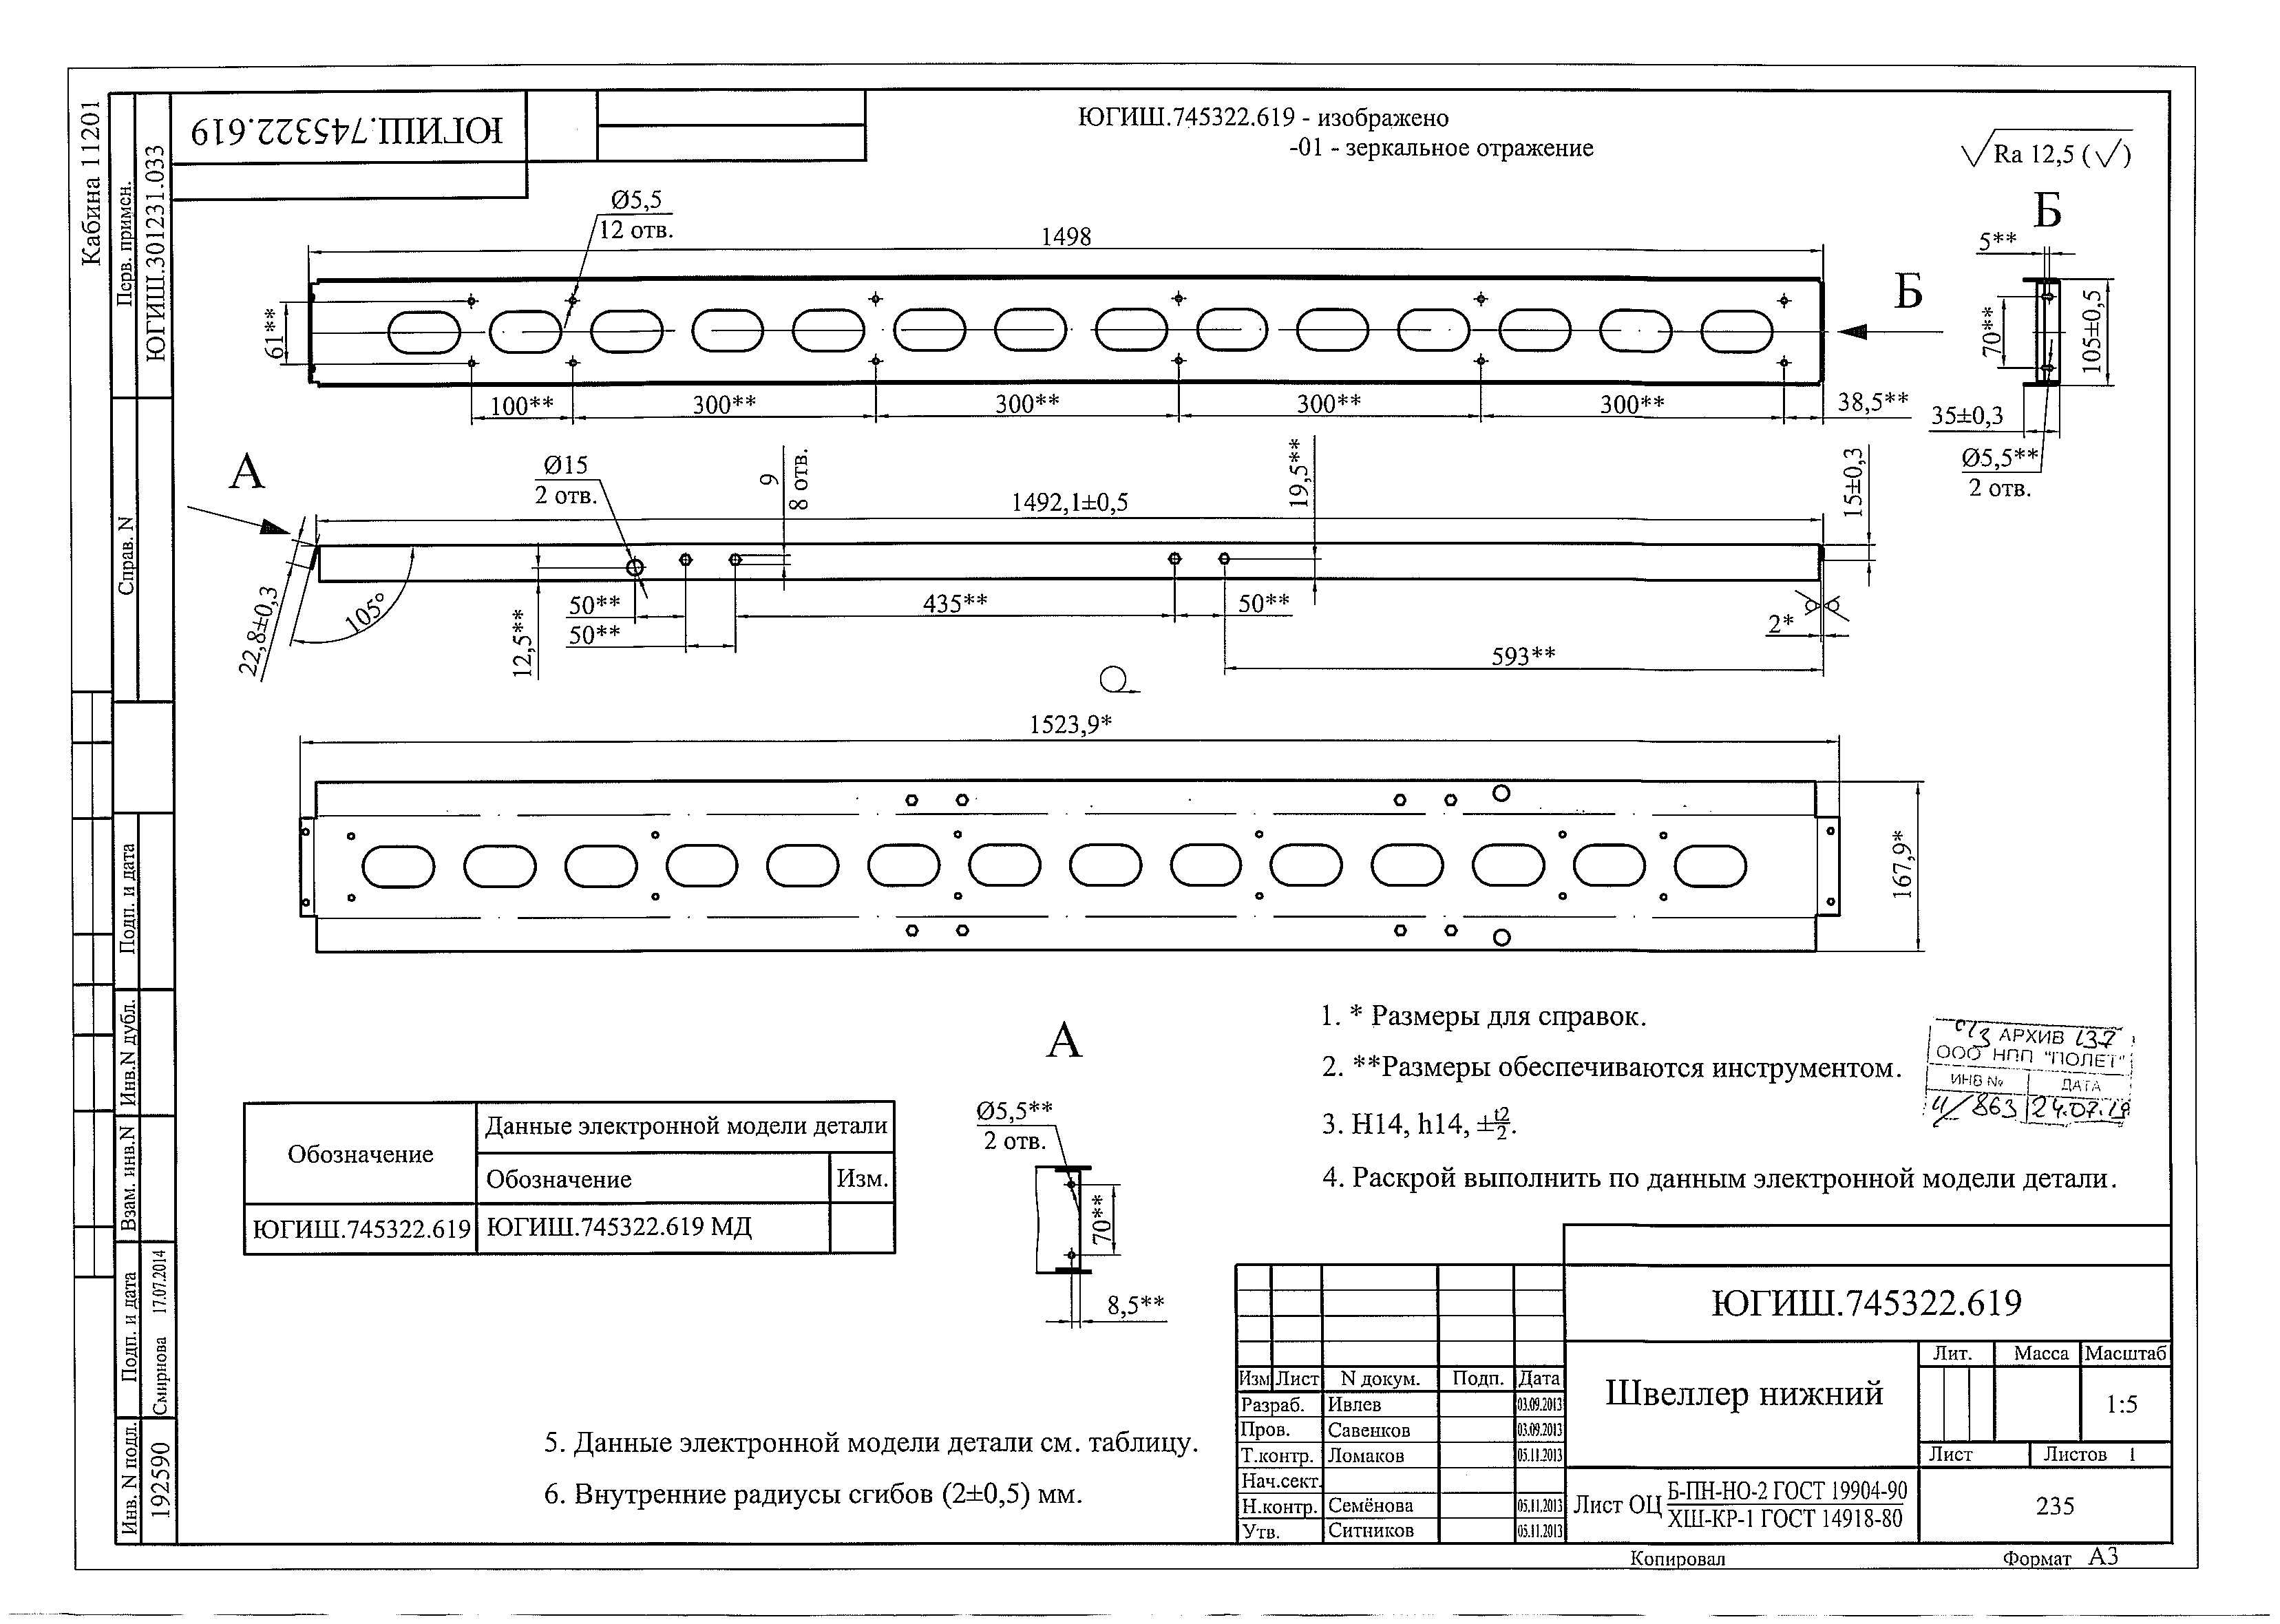 Кабина 11201
Перв. примен.
ЮГИШ.301231.033
ЮГИШ.745322.619
ЮГИШ.745322.619 - изображено
-01 - зеркальное отражение
Ra 12,5 (√)
Ø5,5
12 отв.
1498
61**
100**
300**
300**
300**
300**
38,5**
Б
Б
5**
70**
105±0,5
35±0,3
Ø5,5**
2 отв.
Справ. N
А
Ø15
2 отв.
9
8 отв.
1492,1±0,5
19,5**
15±0,3
22,8±0,3
105°
12,5**
50**
50**
435**
50**
593**
2*
1523,9*
167,9*
А
Ø5,5**
2 отв.
70**
8,5**
1. * Размеры для справок.
2. **Размеры обеспечиваются инструментом.
3. H14, h14, ±t2/2.
4. Раскрой выполнить по данным электронной модели детали.
5. Данные электронной модели детали см. таблицу.
6. Внутренние радиусы сгибов (2±0,5) мм.
АРХИВ 137
ООО НПП "ПОЛЕТ"
ИНВ № ДАТА
4/863 24.07.19
Обозначение
Данные электронной модели детали
Обозначение Изм.
ЮГИШ.745322.619 ЮГИШ.745322.619 МД
Подп. и дата
Инв.N дубл.
Взам. инв.N
Подп. и дата
Смирнова 17.07.2014
Инв. N подл.
192590
ЮГИШ.745322.619
Изм Лист N докум. Подп. Дата
Разраб. Ивлев 03.09.2013
Пров. Савенков 03.09.2013
Т.контр. Ломаков 05.11.2013
Нач.сект.
Н.контр. Семёнова 05.11.2013
Утв. Ситников 05.11.2013
Швеллер нижний
Лит. Масса Масштаб
1:5
Лист Листов 1
Лист ОЦ Б-ПН-НО-2 ГОСТ 19904-90
ХШ-КР-1 ГОСТ 14918-80
235
Копировал Формат А3